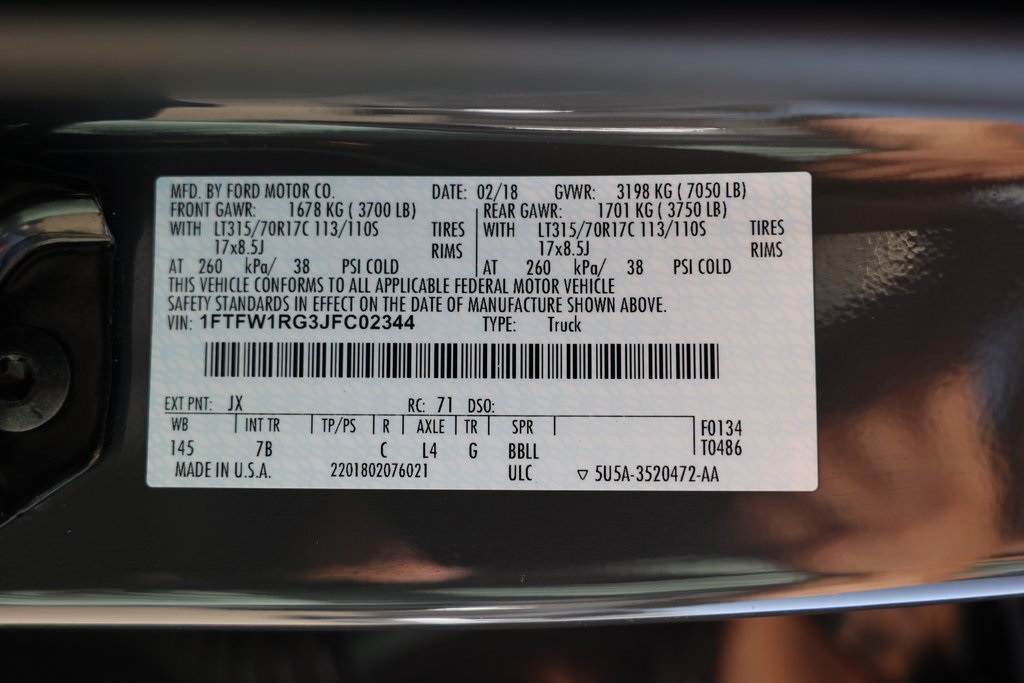 MFD. BY FORD MOTOR CO. DATE: 02/18 GVWR: 3198 KG ( 7050 LB)
FRONT GAWR: 1678 KG ( 3700 LB) REAR GAWR: 1701 KG ( 3750 LB)
WITH LT315/70R17C 113/110S TIRES WITH LT315/70R17C 113/110S TIRES
17x8.5J RIMS 17x8.5J RIMS
AT 260 kPa/ 38 PSI COLD AT 260 kPa/ 38 PSI COLD
THIS VEHICLE CONFORMS TO ALL APPLICABLE FEDERAL MOTOR VEHICLE
SAFETY STANDARDS IN EFFECT ON THE DATE OF MANUFACTURE SHOWN ABOVE.
VIN: 1FTFW1RG3JFC02344 TYPE: Truck
EXT PNT: JX RC: 71 DSO:
WB INT TR TP/PS R AXLE TR SPR F0134
145 7B C L4 G BBLL T0486
MADE IN U.S.A. 2201802076021 ULC ▽ 5U5A-3520472-AA